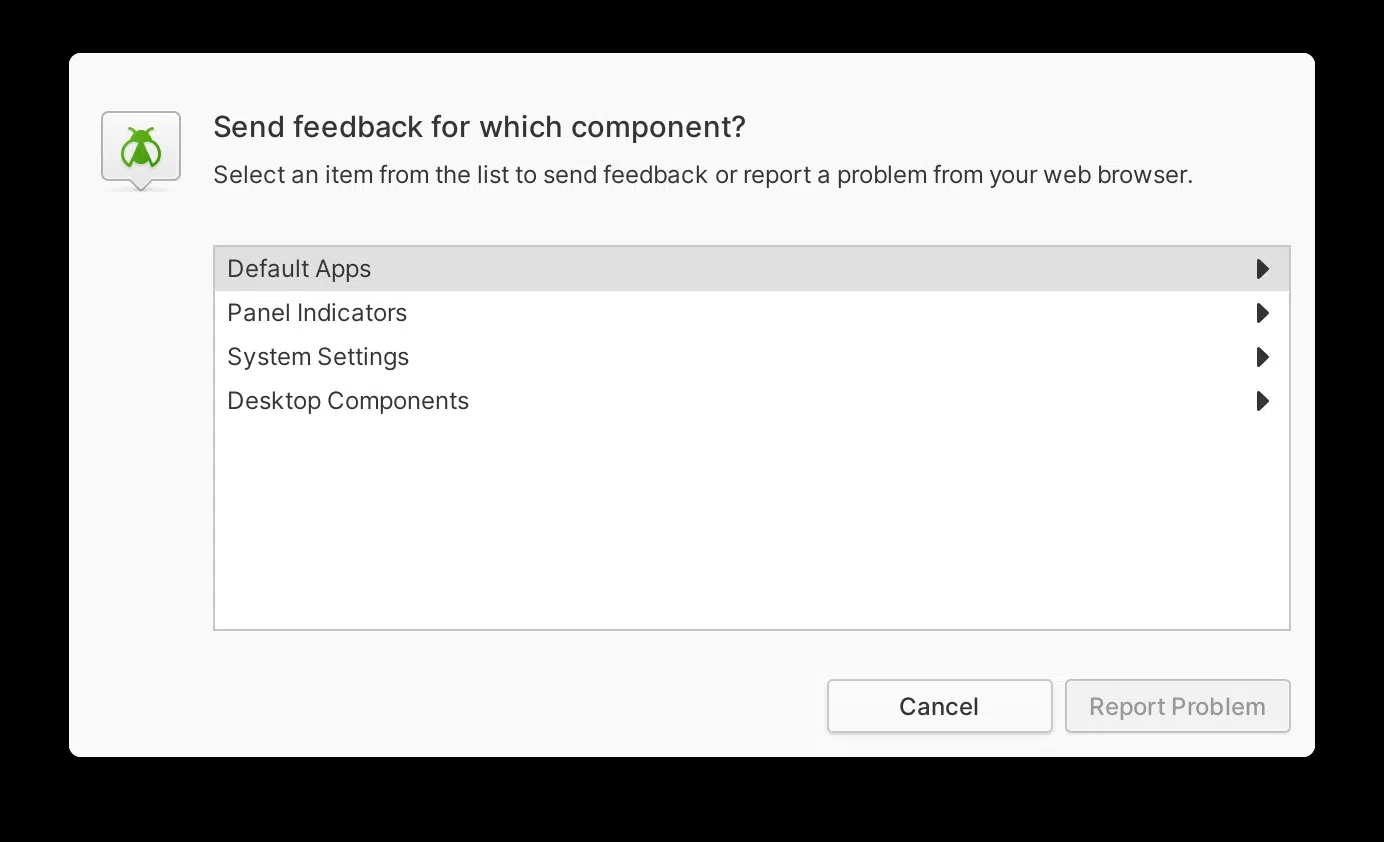 Send feedback for which component?
Select an item from the list to send feedback or report a problem from your web browser.
Default Apps
Panel Indicators
System Settings
Desktop Components
Cancel
Report Problem